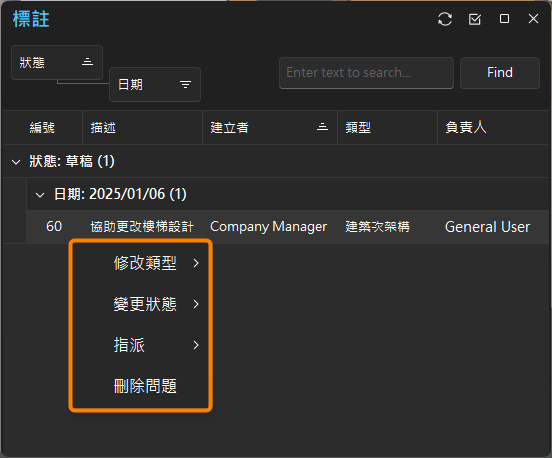 標註
狀態
日期
Enter text to search...
Find
編號 描述 建立者 類型 負責人
狀態: 草稿 (1)
日期: 2025/01/06 (1)
60 協助更改樓梯設計 Company Manager 建築次架構 General User
修改類型
變更狀態
指派
刪除問題